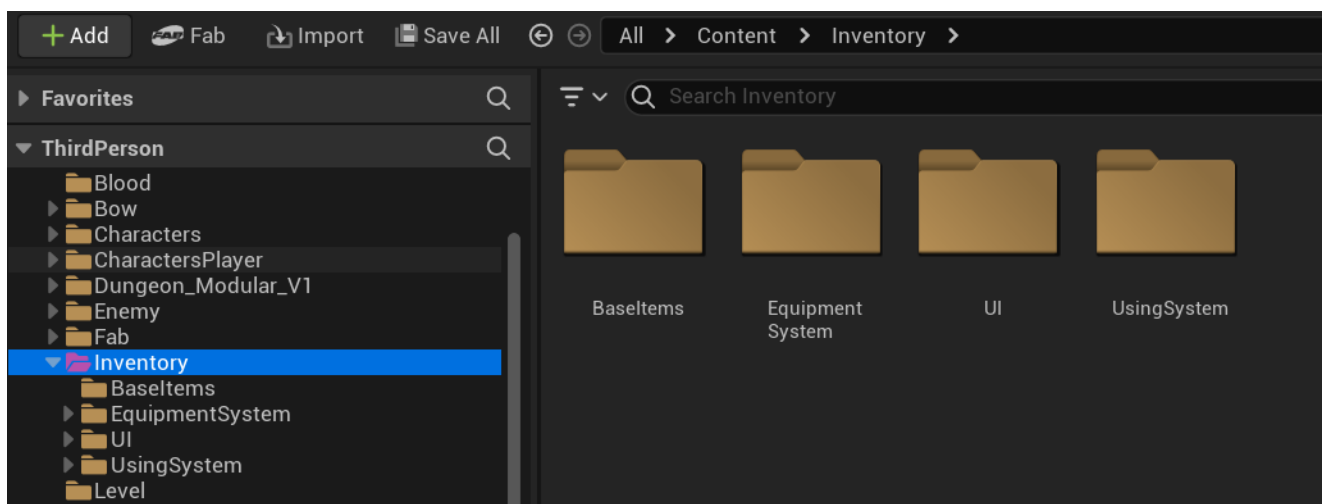 + Add Fab Import Save All All > Content > Inventory >
Favorites
Search Inventory
ThirdPerson
Blood
Bow
Characters
CharactersPlayer
Dungeon_Modular_V1
Enemy
Fab
Inventory
BaseItems
EquipmentSystem
UI
UsingSystem
Level
BaseItems
Equipment
System
UI
UsingSystem